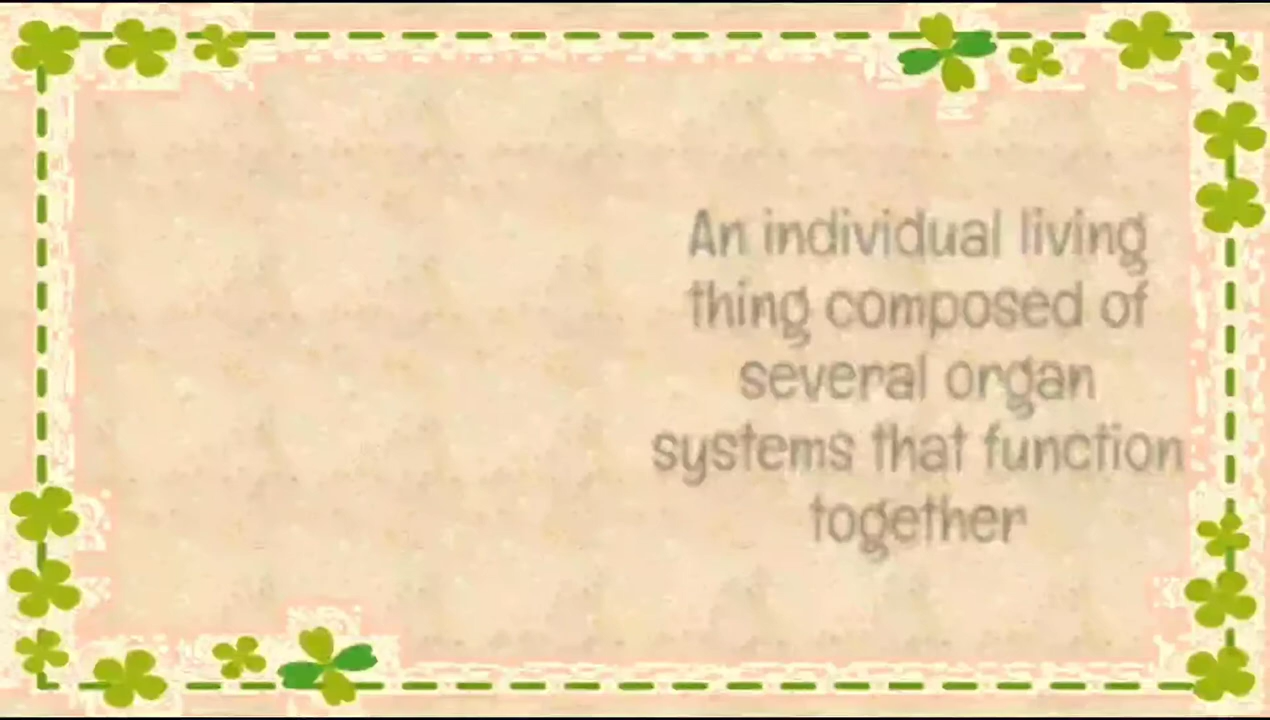 An individual living
thing composed of
several organ
systems that function
together